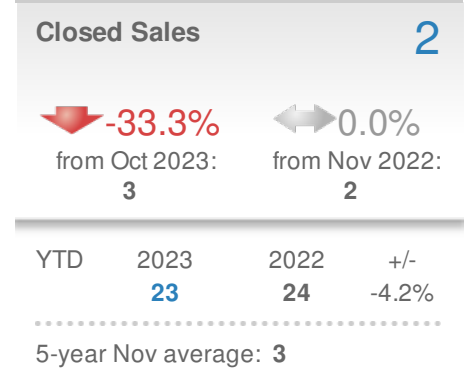 Closed Sales 2
-33.3% 0.0%
from Oct 2023: from Nov 2022:
3 2
YTD 2023 2022 +/-
23 24 -4.2%
5-year Nov average: 3